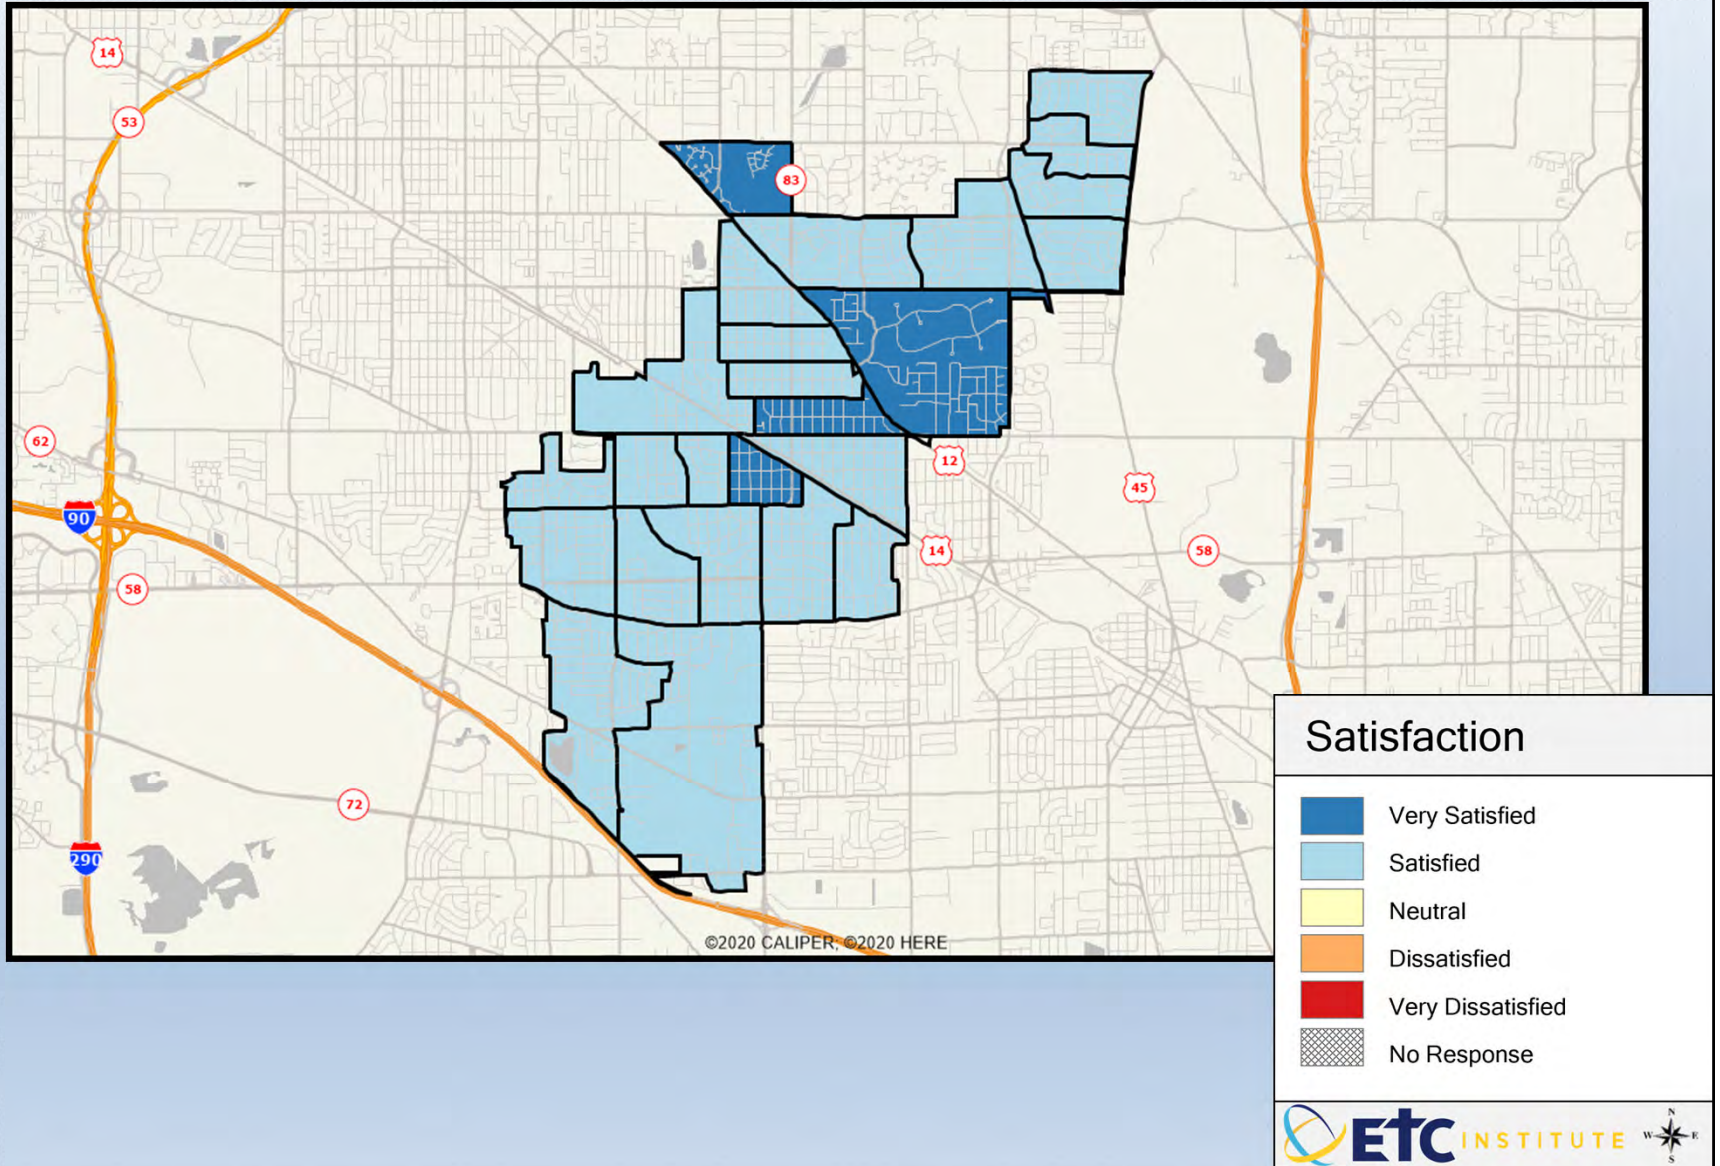 14
53
83
62
12
45
90
14
58
58
72
290
©2020 CALIPER; ©2020 HERE
Satisfaction
Very Satisfied
Satisfied
Neutral
Dissatisfied
Very Dissatisfied
No Response
ETC INSTITUTE
N
W E
S